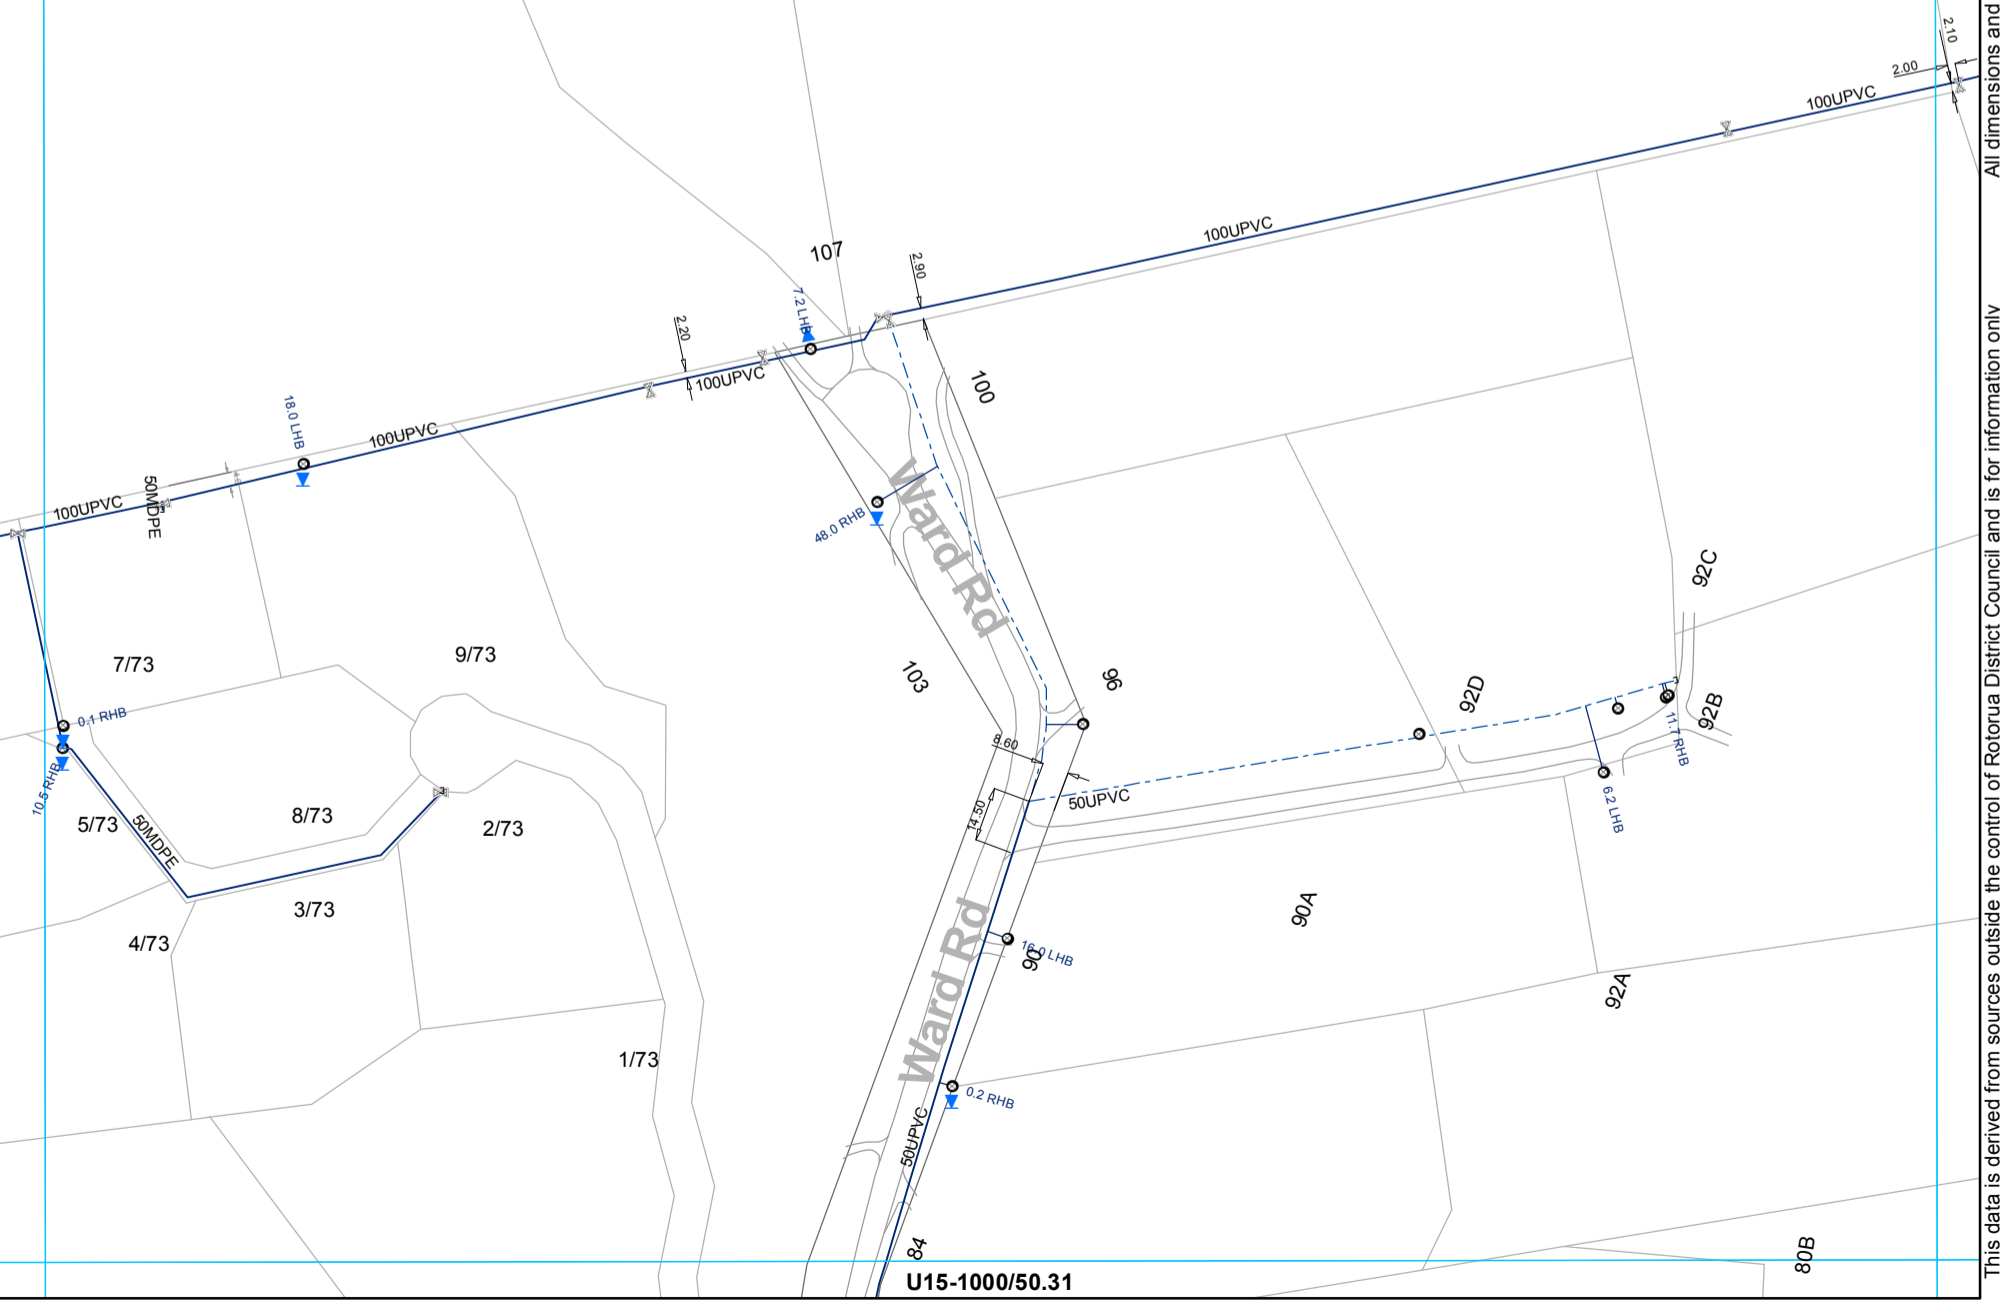 2.10
2.00
100UPVC
100UPVC
107
2.90
7.2 LHB
2.20
100UPVC
100
18.0 LHB
100UPVC
50MDPE
100UPVC
48.0 RHB
Ward Rd
92C
7/73
9/73
103
96
92D
92B
0.1 RHB
11.7 RHB
8.60
10.5 RHB
50UPVC
14.50
6.2 LHB
5/73
50MDPE
8/73
2/73
3/73
90A
4/73
16.0 LHB
90
Ward Rd
92A
1/73
0.2 RHB
50UPVC
84
80B
U15-1000/50.31
All dimensions and
This data is derived from sources outside the control of Rotorua District Council and is for information only